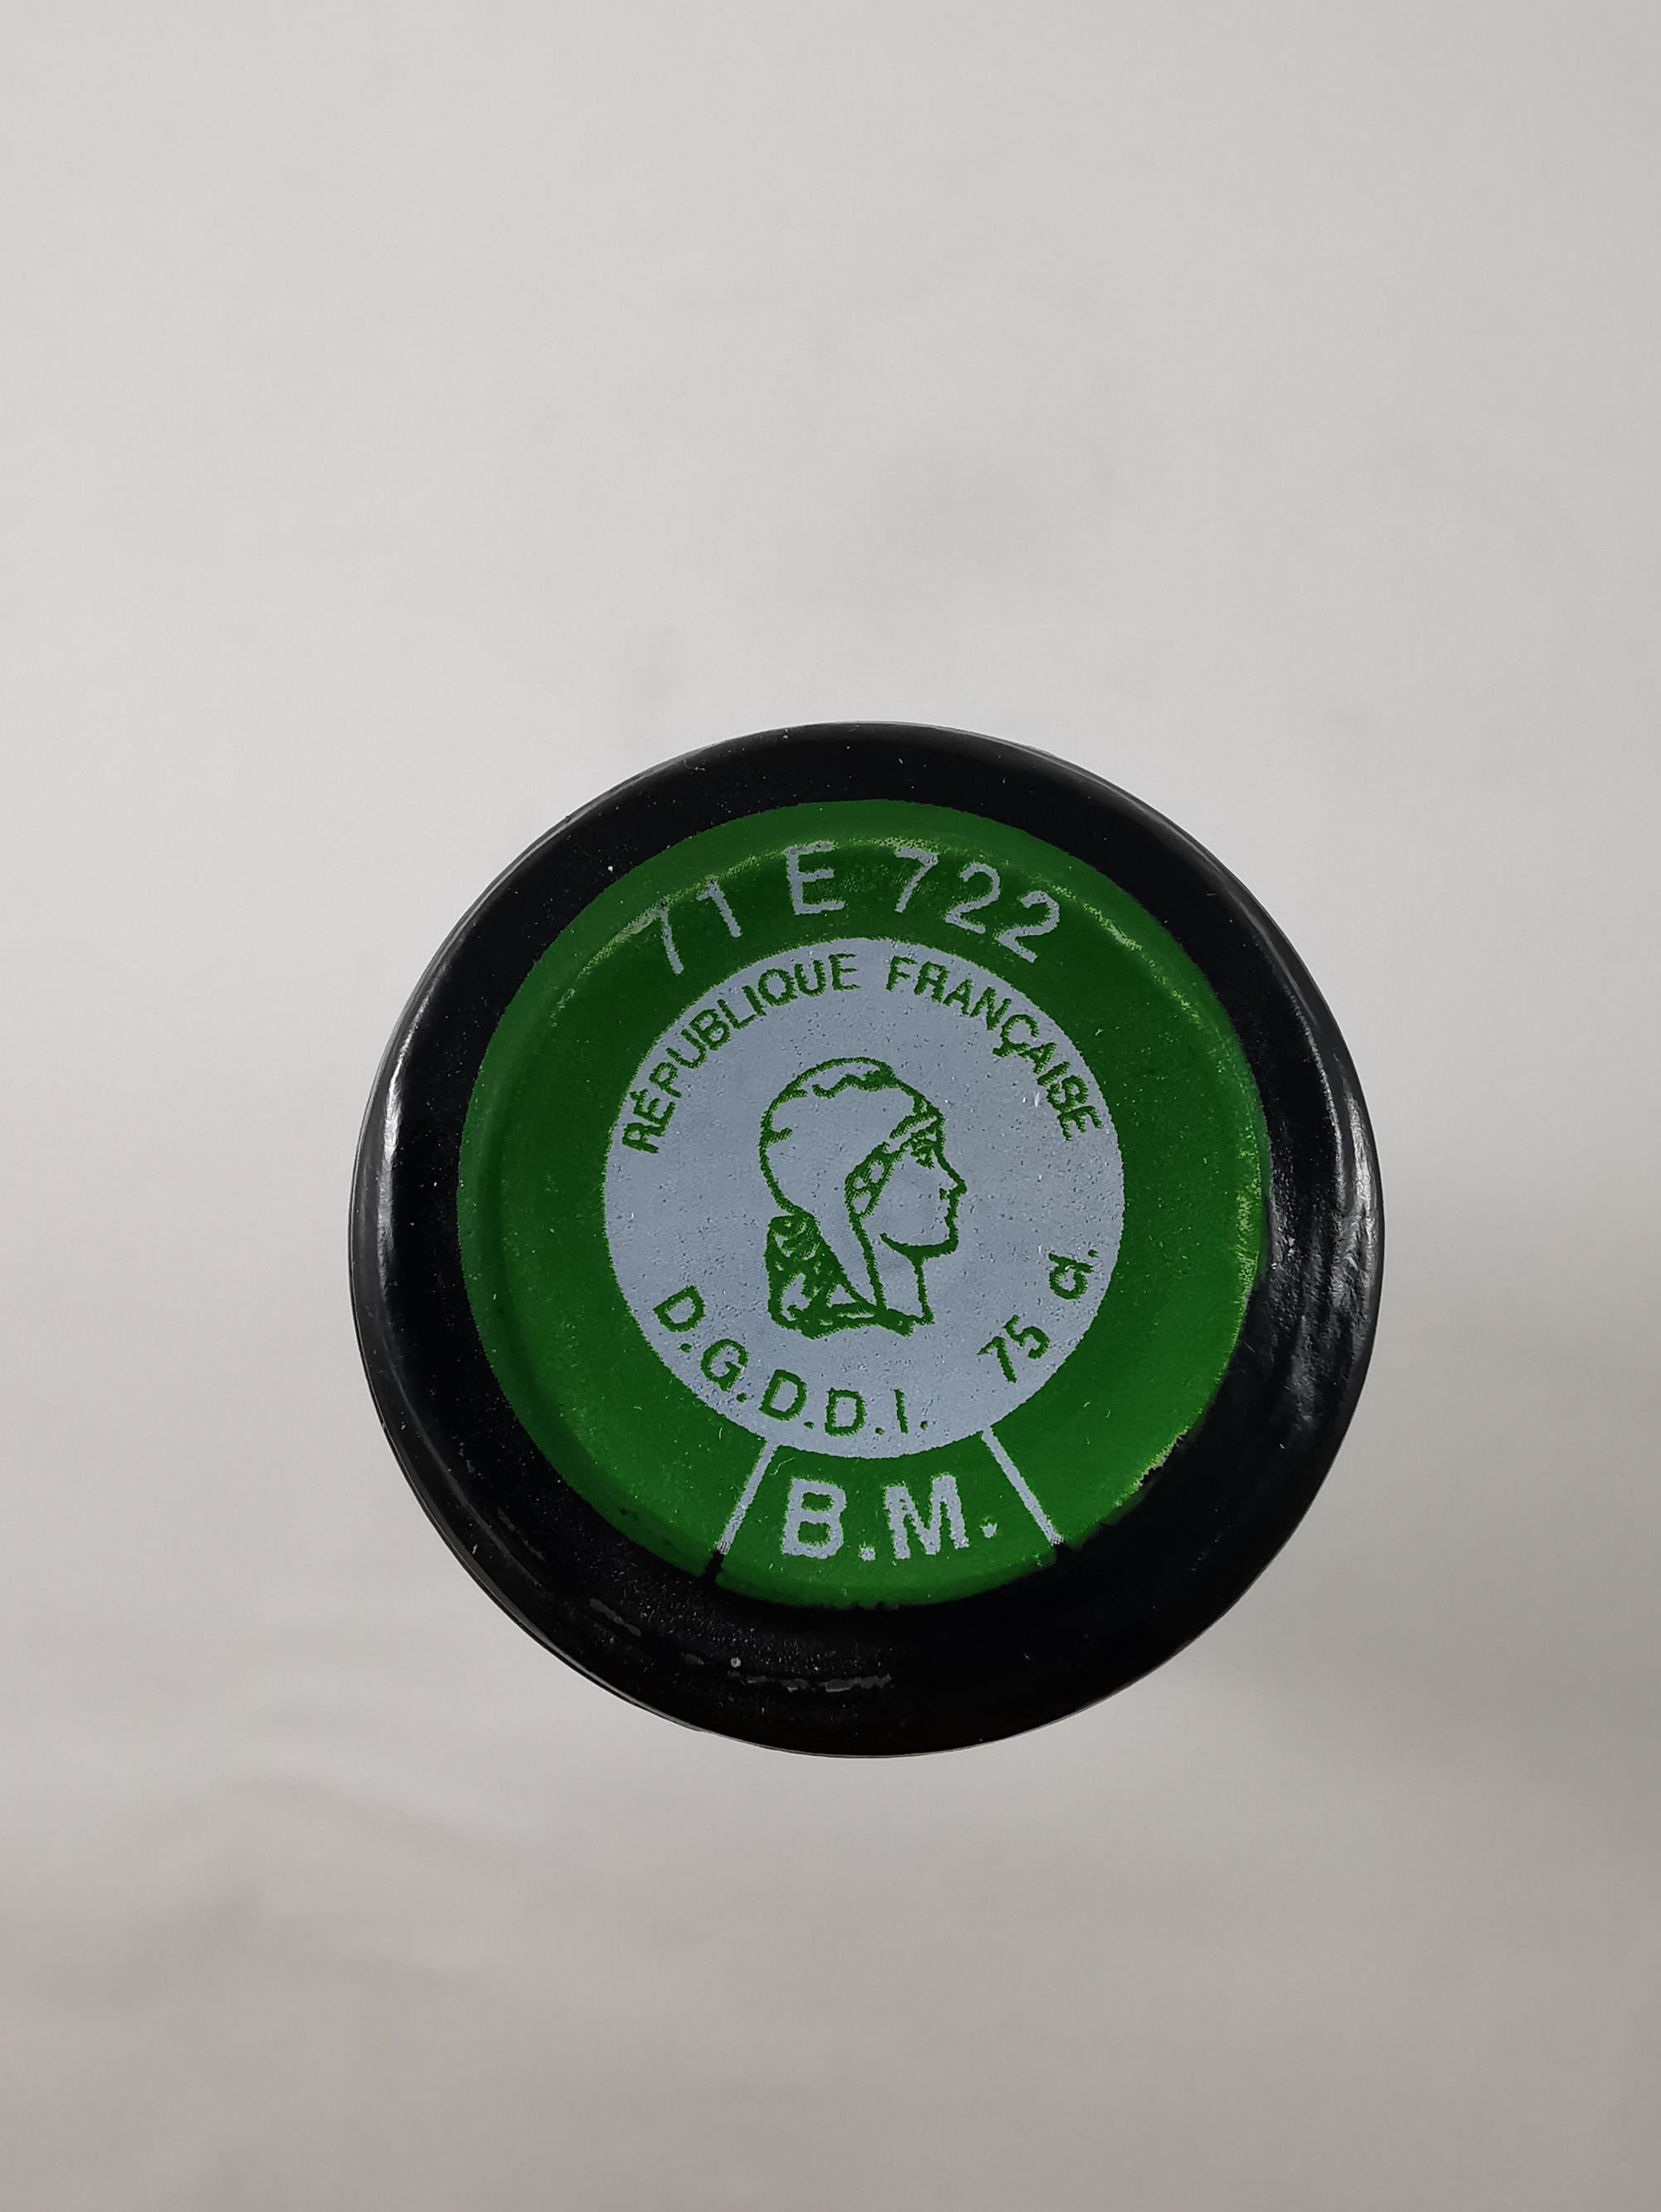 71 E 722
RÉPUBLIQUE FRANÇAISE
D.G.D.D.I. 75 cl.
B.M.